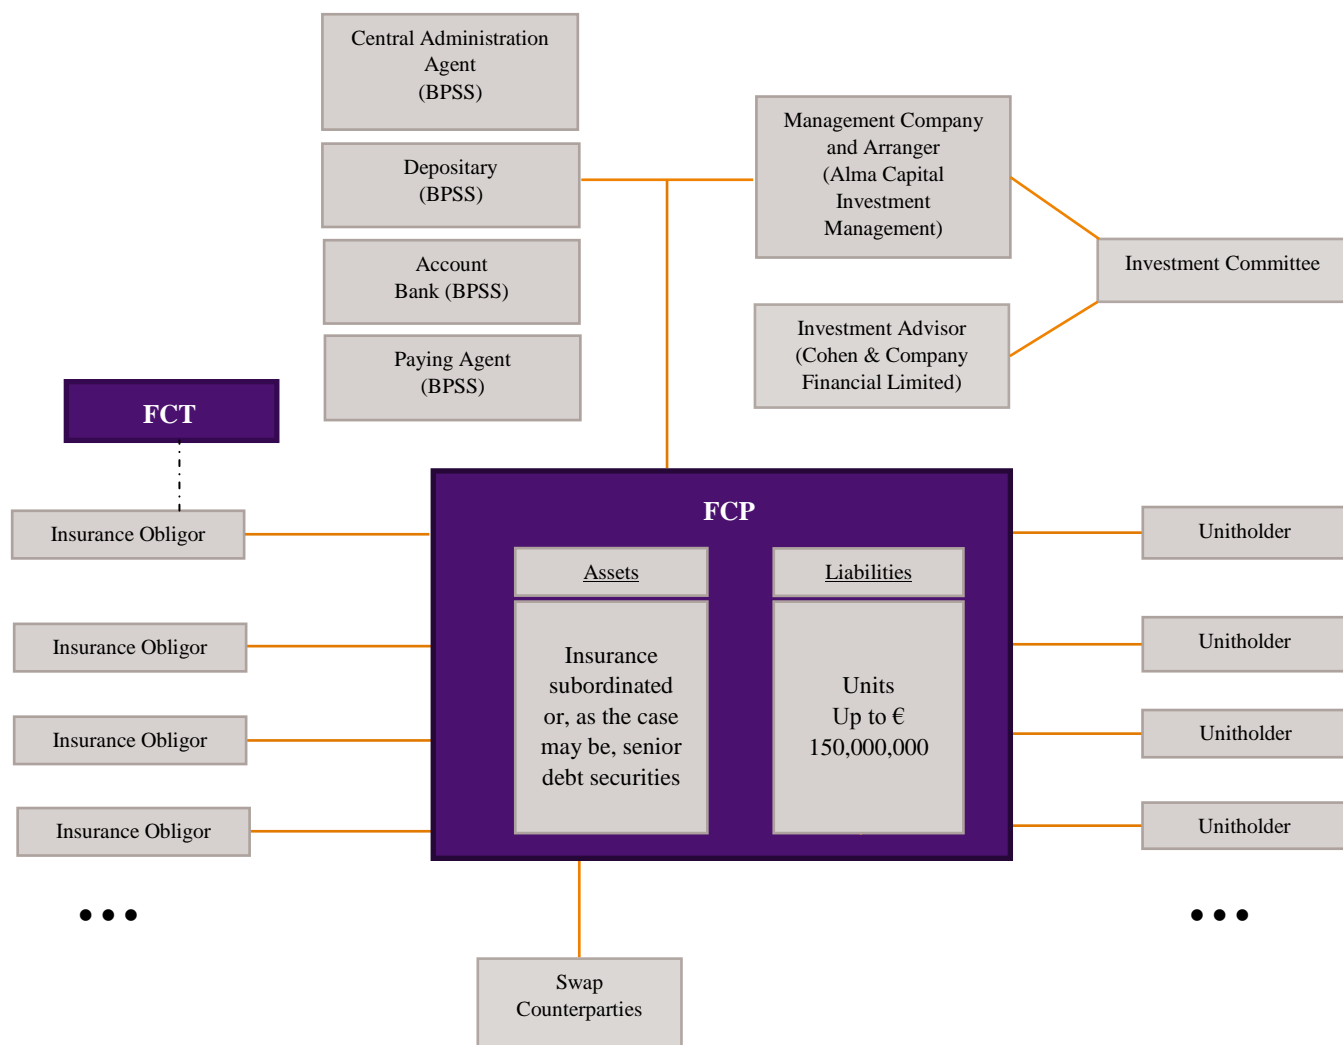 Central Administration
Agent
(BPSS)
Depositary
(BPSS)
Account
Bank (BPSS)
Paying Agent
(BPSS)
Management Company
and Arranger
(Alma Capital
Investment
Management)
Investment Committee
Investment Advisor
(Cohen & Company
Financial Limited)
FCT
Insurance Obligor
Insurance Obligor
Insurance Obligor
Insurance Obligor
•••
FCP
Assets
Insurance
subordinated
or, as the case
may be, senior
debt securities
Liabilities
Units
Up to €
150,000,000
Unitholder
Unitholder
Unitholder
Unitholder
•••
Swap
Counterparties